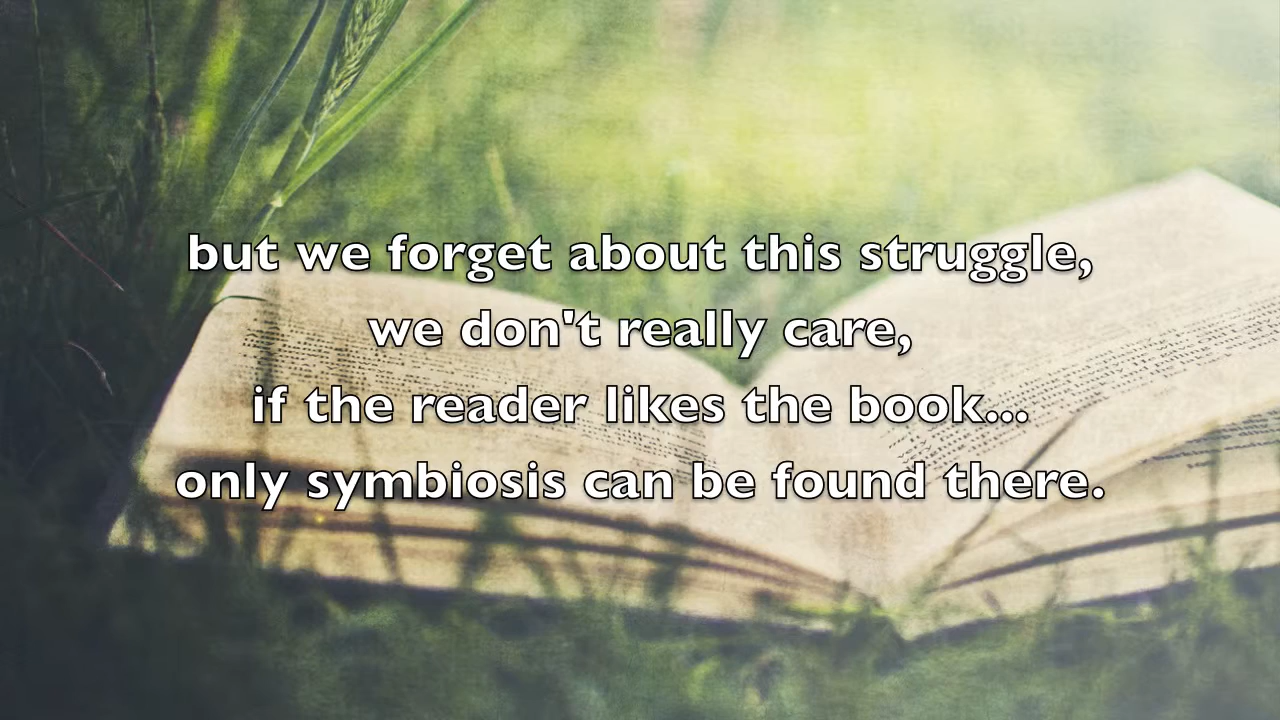 but we forget about this struggle,
we don't really care,
if the reader likes the book...
only symbiosis can be found there.